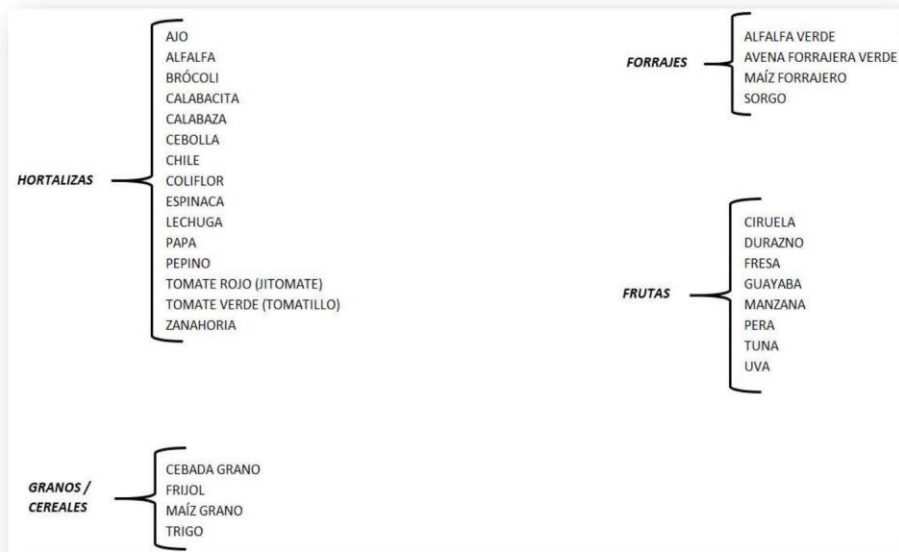 HORTALIZAS
AJO
ALFALFA
BRÓCOLI
CALABACITA
CALABAZA
CEBOLLA
CHILE
COLIFLOR
ESPINACA
LECHUGA
PAPA
PEPINO
TOMATE ROJO (JITOMATE)
TOMATE VERDE (TOMATILLO)
ZANAHORIA
FORRAJES
ALFALFA VERDE
AVENA FORRAJERA VERDE
MAÍZ FORRAJERO
SORGO
FRUTAS
CIRUELA
DURAZNO
FRESA
GUAYABA
MANZANA
PERA
TUNA
UVA
GRANOS /
CEREALES
CEBADA GRANO
FRIJOL
MAÍZ GRANO
TRIGO